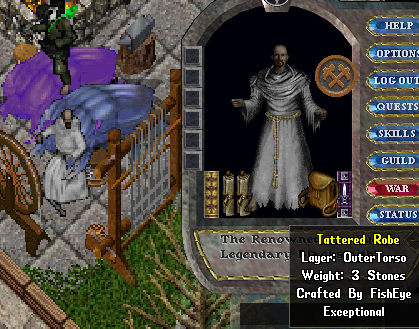 HELP
OPTIONS
LOG OUT
QUESTS
SKILLS
GUILD
WAR
STATUS
The Renowne
Legendary
Tattered Robe
Layer: OuterTorso
Weight: 3 Stones
Crafted By FishEye
Exceptional